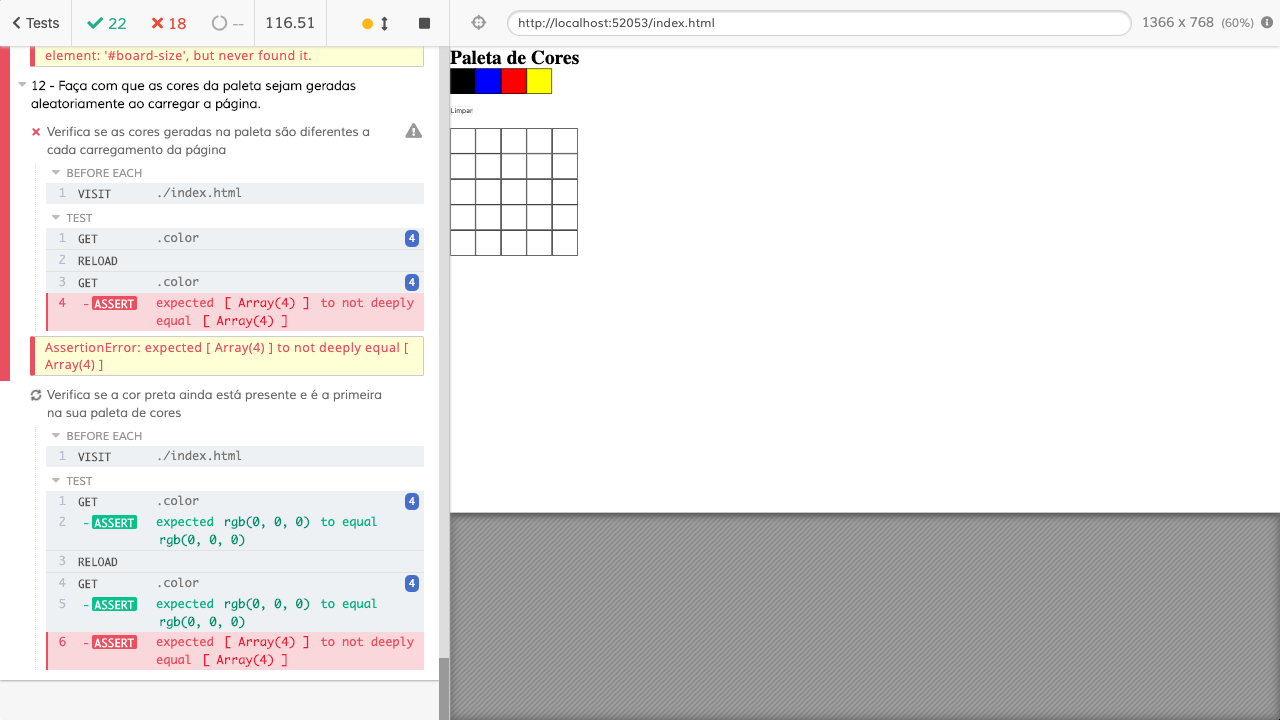 Tests 22 18 -- 116.51 http://localhost:52053/index.html 1366 x 768 (60%)
element: '#board-size', but never found it.
12 - Faça com que as cores da paleta sejam geradas
aleatoriamente ao carregar a página.
Verifica se as cores geradas na paleta são diferentes a
cada carregamento da página
BEFORE EACH
1 VISIT ./index.html
TEST
1 GET .color 4
2 RELOAD
3 GET .color 4
4 -ASSERT expected [ Array(4) ] to not deeply
equal [ Array(4) ]
AssertionError: expected [ Array(4) ] to not deeply equal [
Array(4) ]
Verifica se a cor preta ainda está presente e é a primeira
na sua paleta de cores
BEFORE EACH
1 VISIT ./index.html
TEST
1 GET .color 4
2 -ASSERT expected rgb(0, 0, 0) to equal
rgb(0, 0, 0)
3 RELOAD
4 GET .color 4
5 -ASSERT expected rgb(0, 0, 0) to equal
rgb(0, 0, 0)
6 -ASSERT expected [ Array(4) ] to not deeply
equal [ Array(4) ]
Paleta de Cores
Limpar